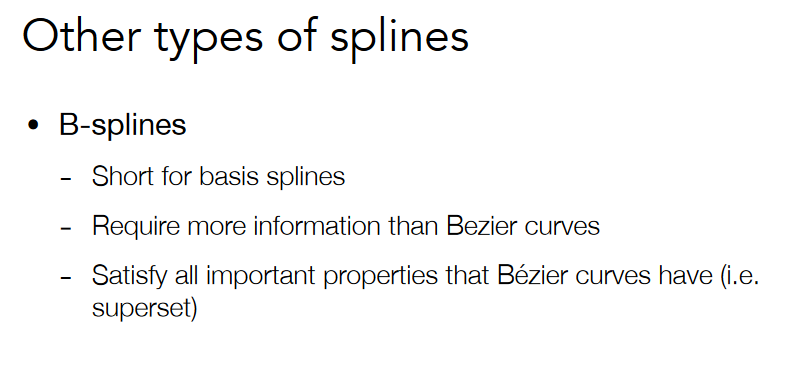 Other types of splines
• B-splines
– Short for basis splines
– Require more information than Bezier curves
– Satisfy all important properties that Bézier curves have (i.e.
superset)